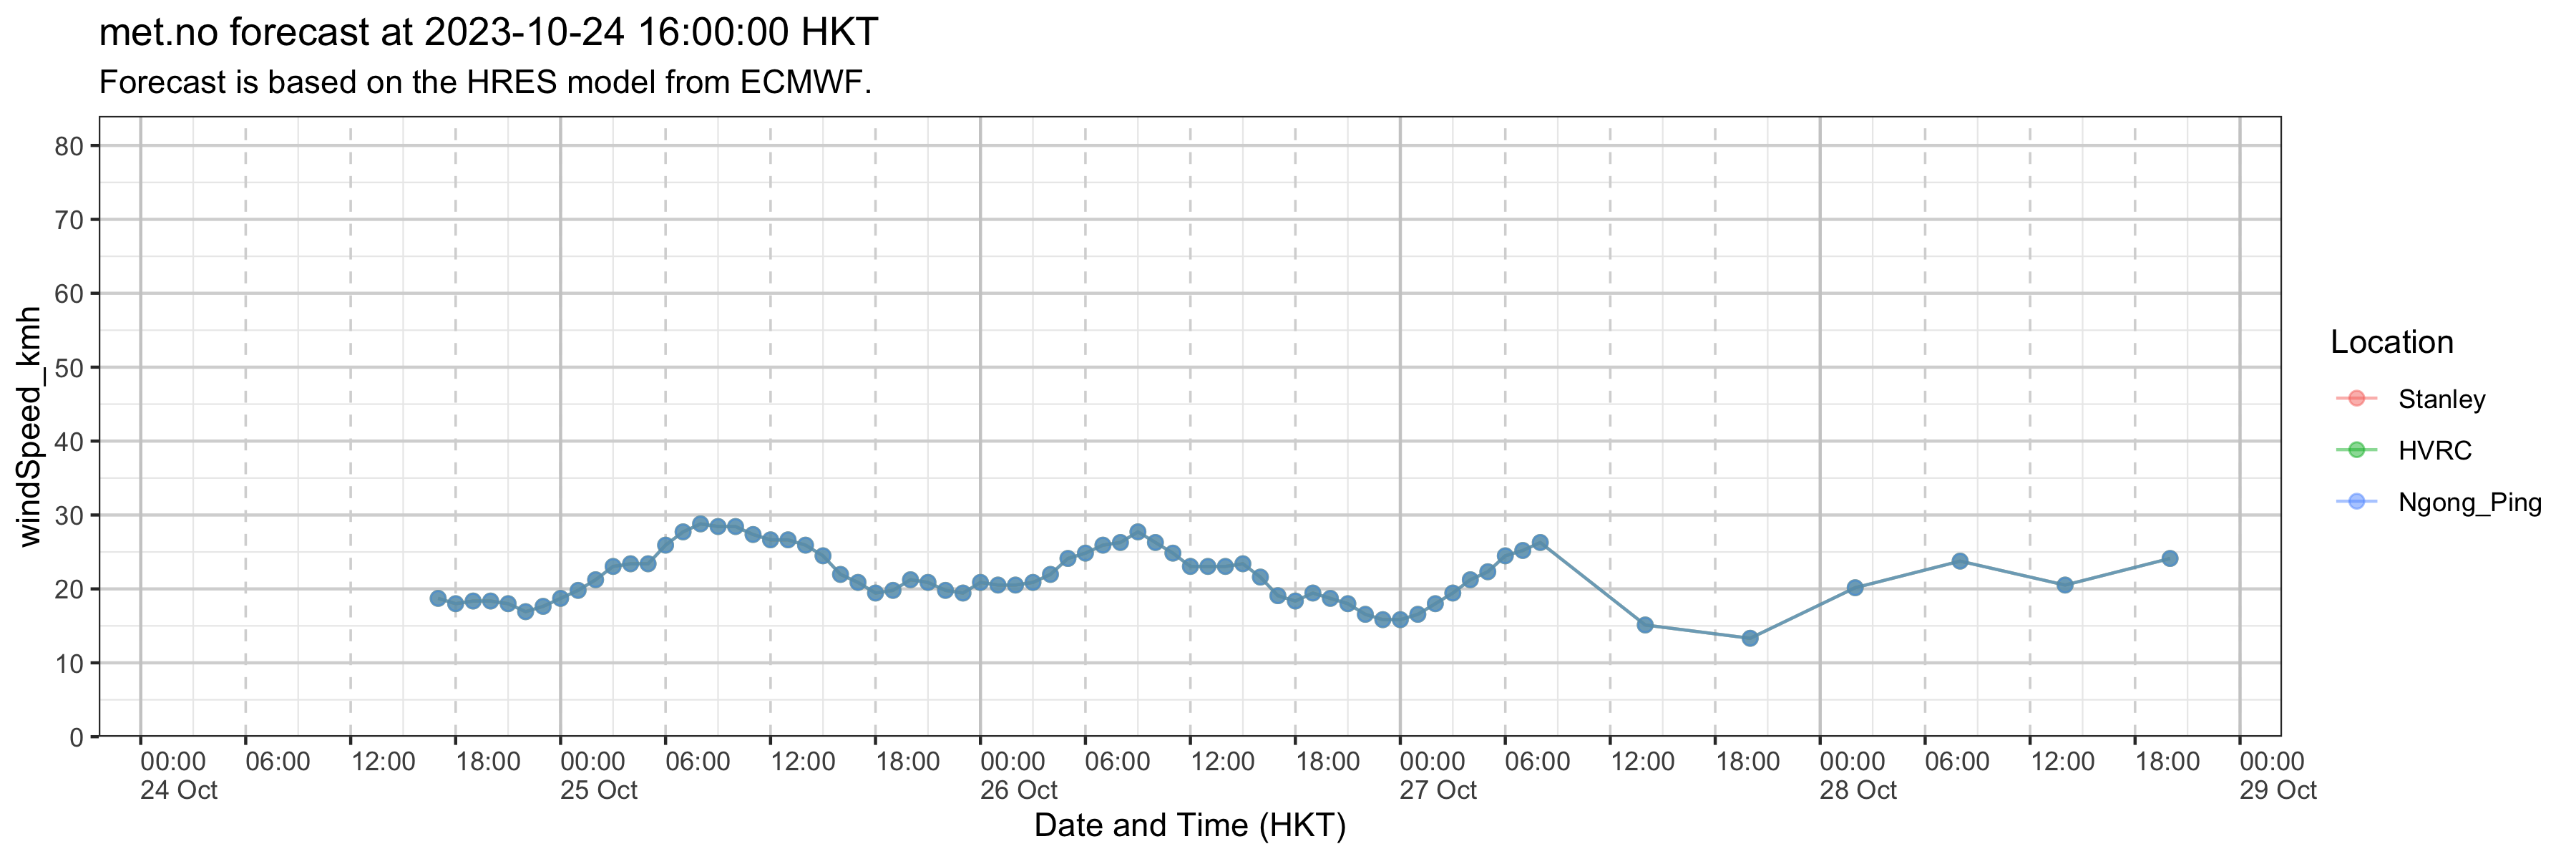 met.no forecast at 2023-10-24 16:00:00 HKT
Forecast is based on the HRES model from ECMWF.
80
70
60
50
40
30
20
10
0
windSpeed_kmh
00:00 06:00 12:00 18:00 00:00 06:00 12:00 18:00 00:00 06:00 12:00 18:00 00:00 06:00 12:00 18:00 00:00 06:00 12:00 18:00 00:00
24 Oct 25 Oct 26 Oct 27 Oct 28 Oct 29 Oct
Date and Time (HKT)
Location
Stanley
HVRC
Ngong_Ping